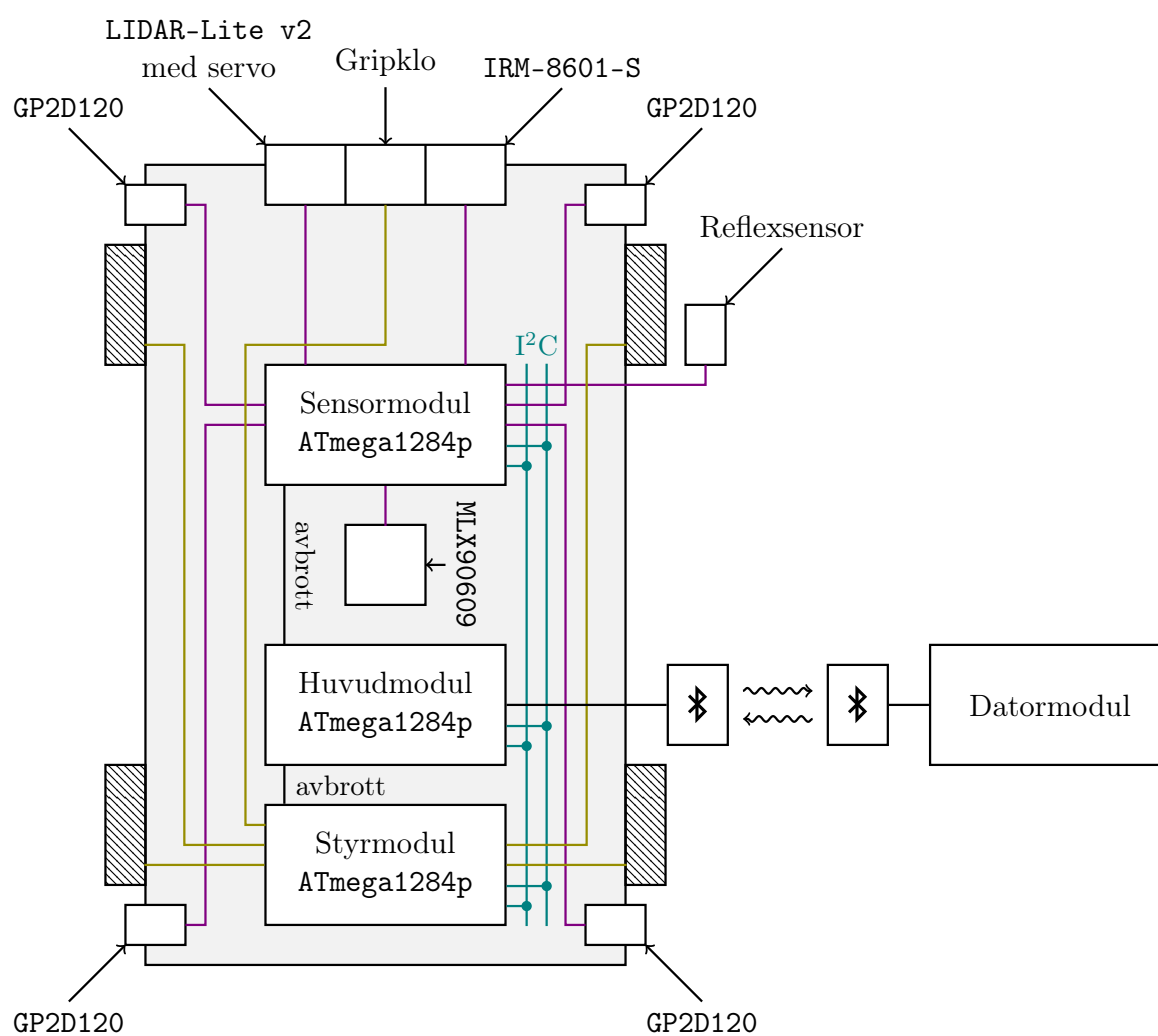 LIDAR-Lite v2
med servo
Gripklo
IRM-8601-S
GP2D120
GP2D120
Reflexsensor
I²C
Sensormodul
ATmega1284p
avbrott
MLX90609
Huvudmodul
ATmega1284p
Datormodul
avbrott
Styrmodul
ATmega1284p
GP2D120
GP2D120